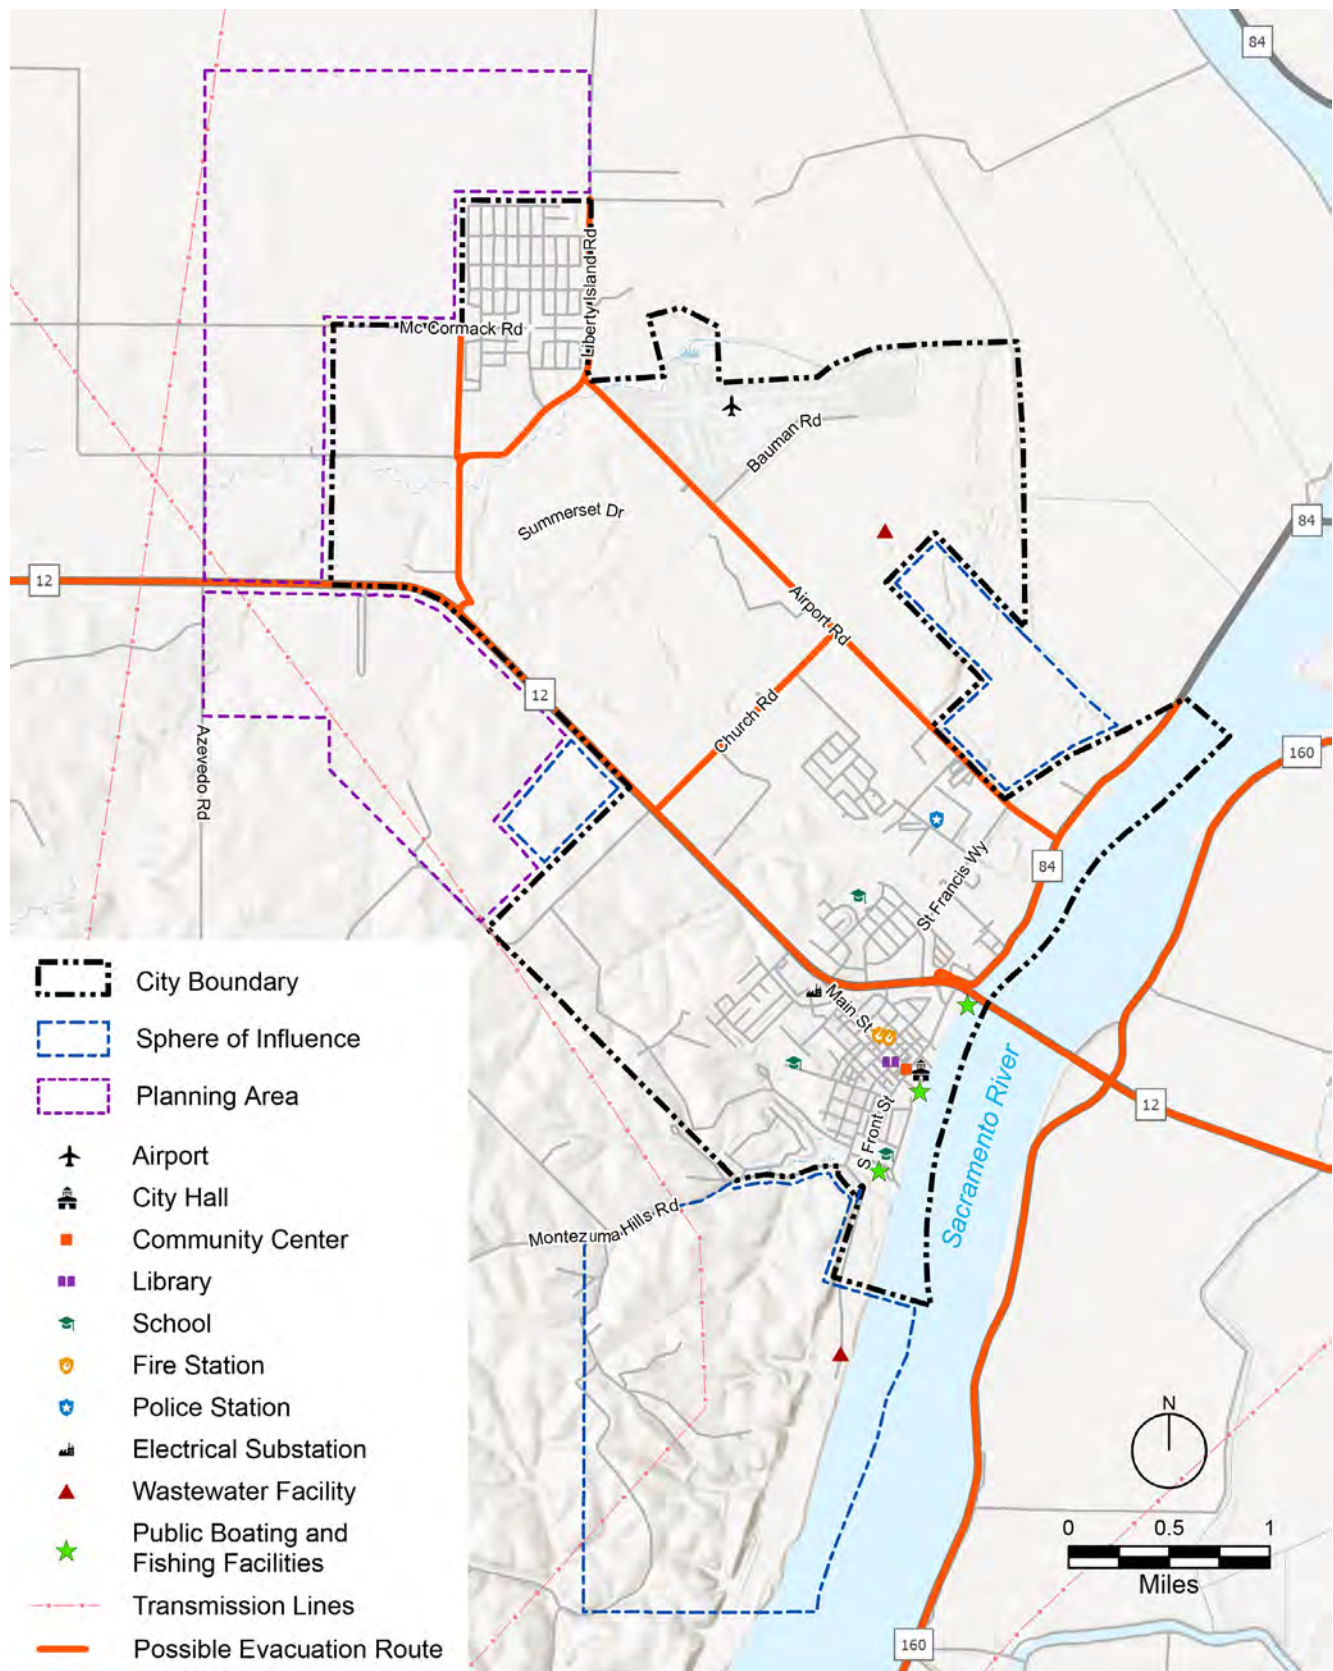 84
Liberty Island Rd
Mc Cormack Rd
Bauman Rd
Summerset Dr
84
12
Airport Rd
12
Church Rd
Azevedo Rd
160
84
St Francis Wy
Main St
Sacramento River
12
S Front St
Montezuma Hills Rd
160
City Boundary
Sphere of Influence
Planning Area
Airport
City Hall
Community Center
Library
School
Fire Station
Police Station
Electrical Substation
Wastewater Facility
Public Boating and
Fishing Facilities
Transmission Lines
Possible Evacuation Route
N
0 0.5 1
Miles